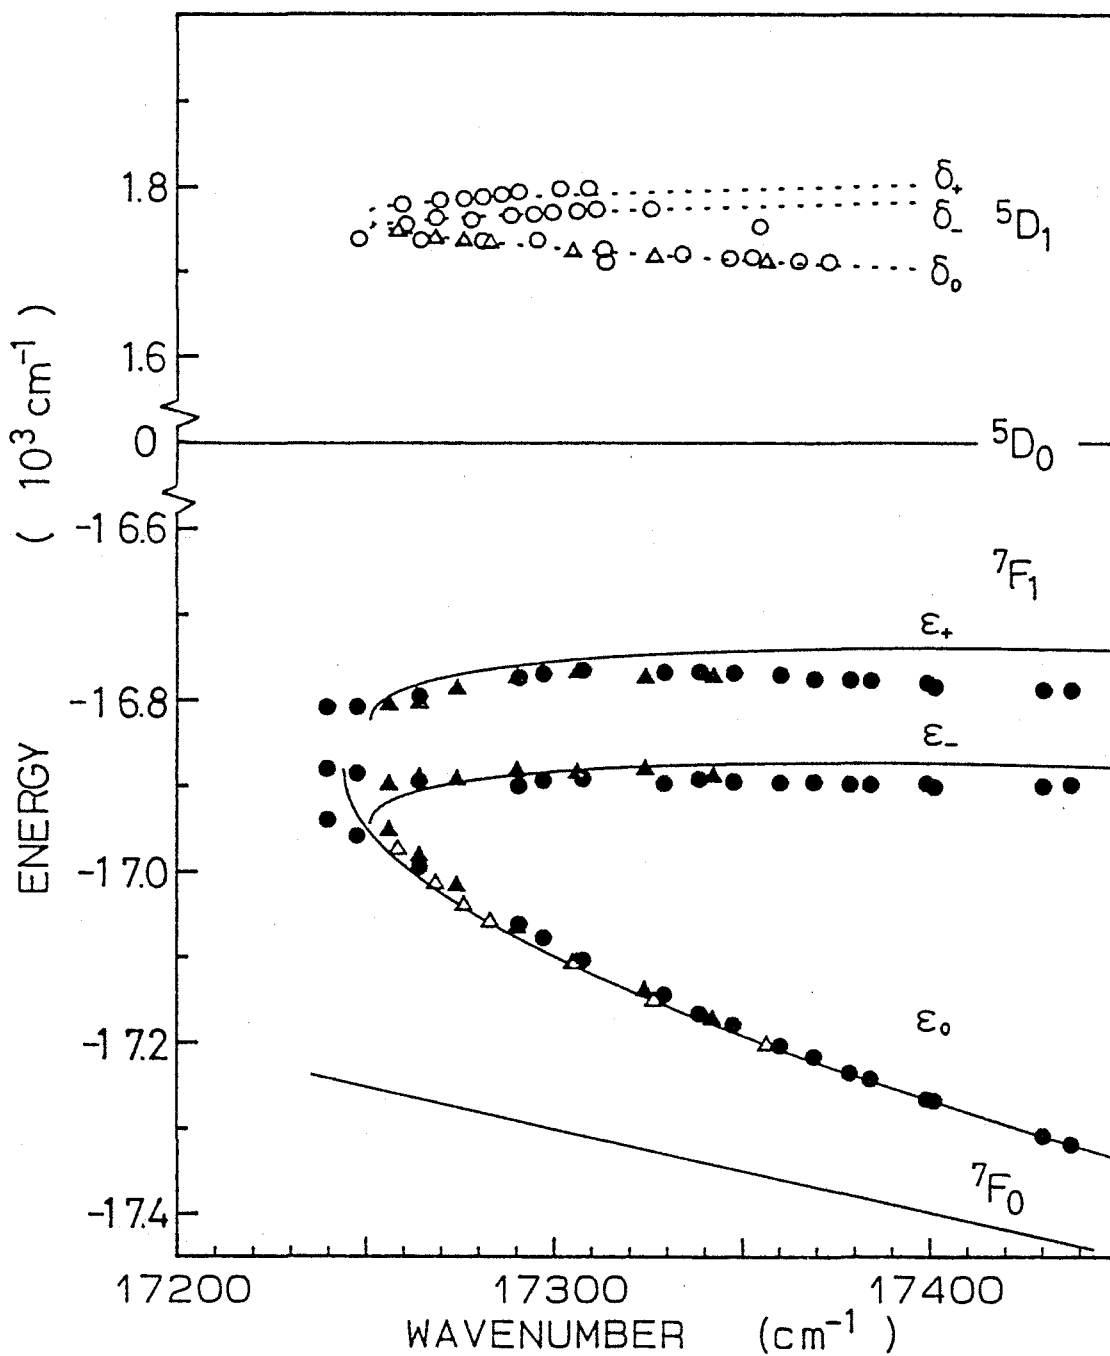 1.8
δ₊
δ₋
⁵D₁
δ₀
1.6
0
⁵D₀
-16.6
⁷F₁
ε₊
-16.8
ε₋
-17.0
ε₀
-17.2
⁷F₀
-17.4
ENERGY ( 10³ cm⁻¹ )
17200 17300 17400
WAVENUMBER (cm⁻¹)